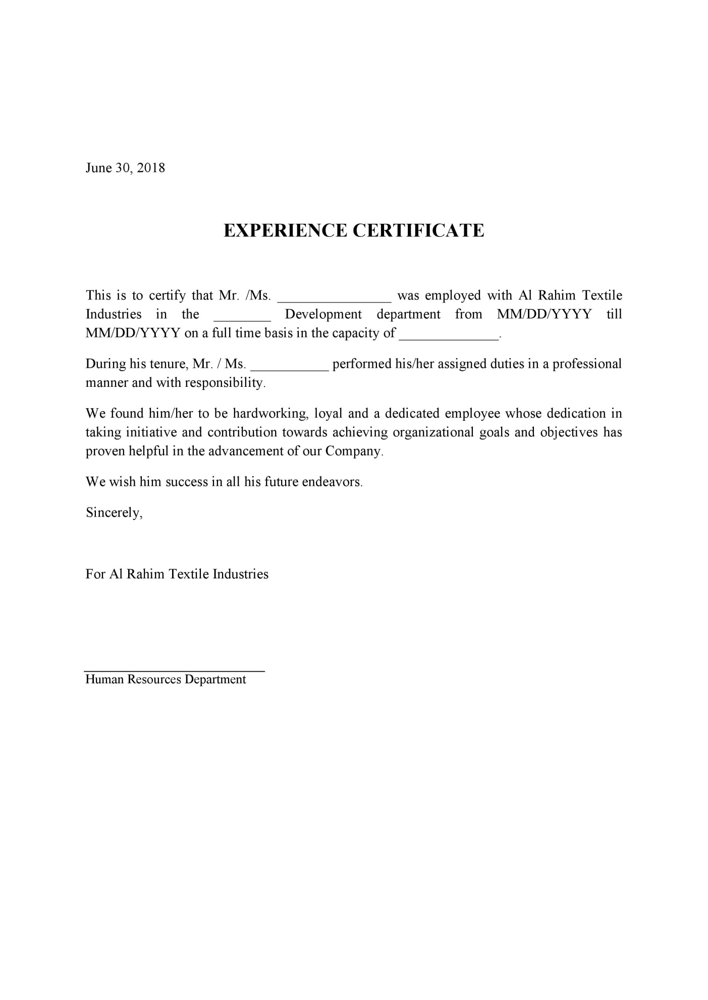 June 30, 2018
EXPERIENCE CERTIFICATE
This is to certify that Mr. /Ms. ________________ was employed with Al Rahim Textile
Industries in the ________ Development department from MM/DD/YYYY till
MM/DD/YYYY on a full time basis in the capacity of ______________.
During his tenure, Mr. / Ms. ___________ performed his/her assigned duties in a professional
manner and with responsibility.
We found him/her to be hardworking, loyal and a dedicated employee whose dedication in
taking initiative and contribution towards achieving organizational goals and objectives has
proven helpful in the advancement of our Company.
We wish him success in all his future endeavors.
Sincerely,
For Al Rahim Textile Industries
Human Resources Department